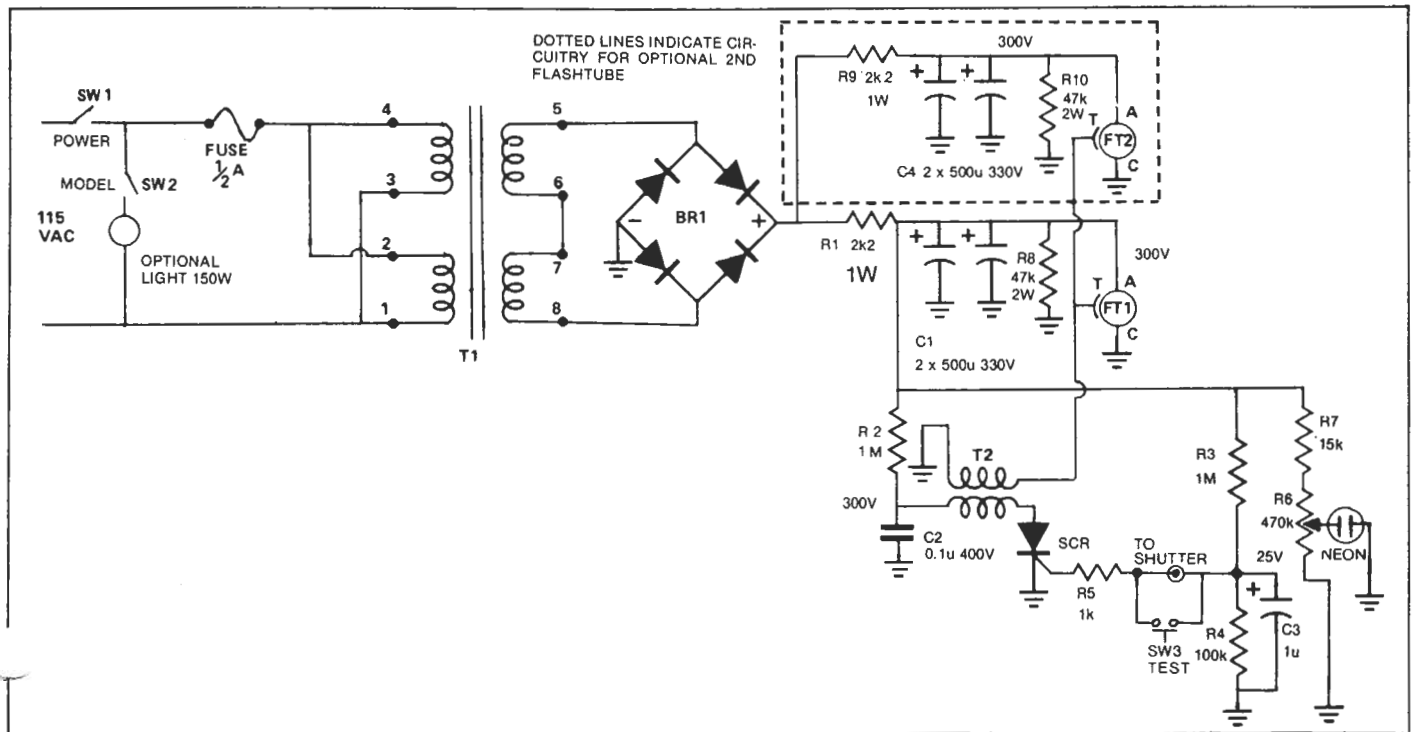 DOTTED LINES INDICATE CIR-
CUITRY FOR OPTIONAL 2ND
FLASHTUBE
SW1
POWER
FUSE
1/2 A
MODEL
SW2
115
VAC
OPTIONAL
LIGHT 150W
4
3
2
1
T1
5
6
7
8
BR1
-
+
R9 2k2
1W
+
+
300V
R10
47k
2W
T
A
FT2
C
C4 2 x 500u 330V
R1 2k2
1W
+
+
R8
47k
2W
300V
T
A
FT1
C
C1
2 x 500u 330V
R 2
1 M
T2
300V
C2
0.1u 400V
SCR
R5
1k
TO
SHUTTER
SW3
TEST
R3
1M
25V
+
R4
100k
C3
1u
R7
15k
R6
470k
NEON